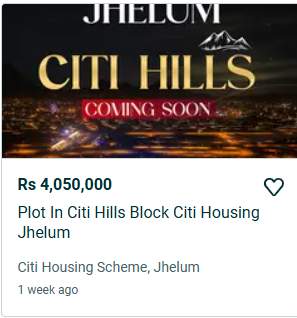 JHELUM
CITI HILLS
COMING SOON
Rs 4,050,000
Plot In Citi Hills Block Citi Housing
Jhelum
Citi Housing Scheme, Jhelum
1 week ago